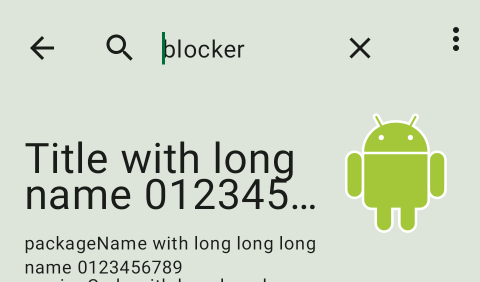 blocker
Title with long
name 012345…
packageName with long long long
name 0123456789